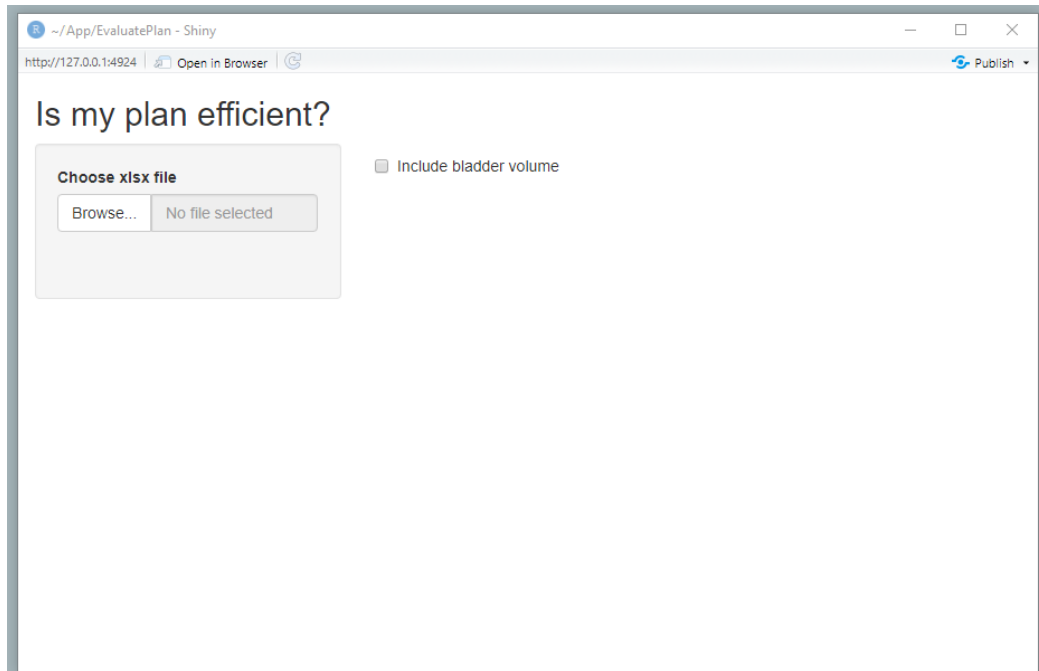 R ~/App/EvaluatePlan - Shiny
http://127.0.0.1:4924 Open in Browser Publish
Is my plan efficient?
Choose xlsx file
Include bladder volume
Browse... No file selected